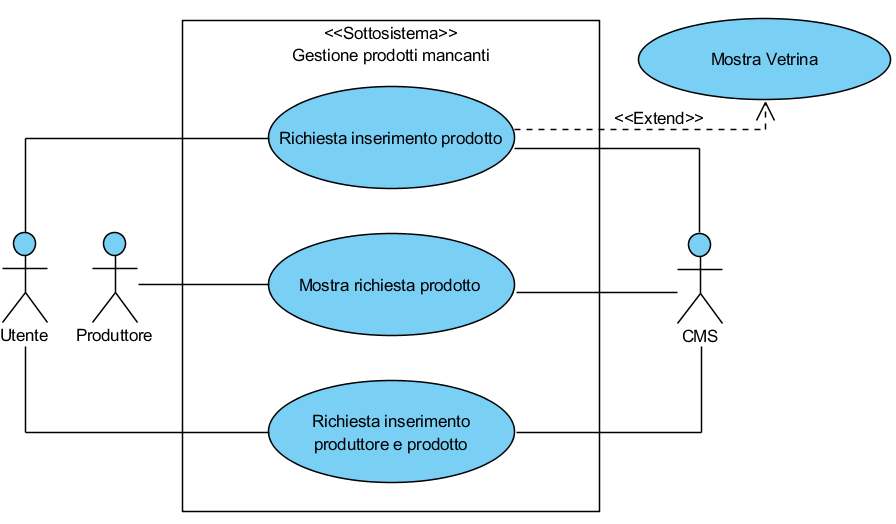 <<Sottosistema>>
Gestione prodotti mancanti
Mostra Vetrina
<<Extend>>
Richiesta inserimento prodotto
Mostra richiesta prodotto
Utente
Produttore
CMS
Richiesta inserimento
produttore e prodotto